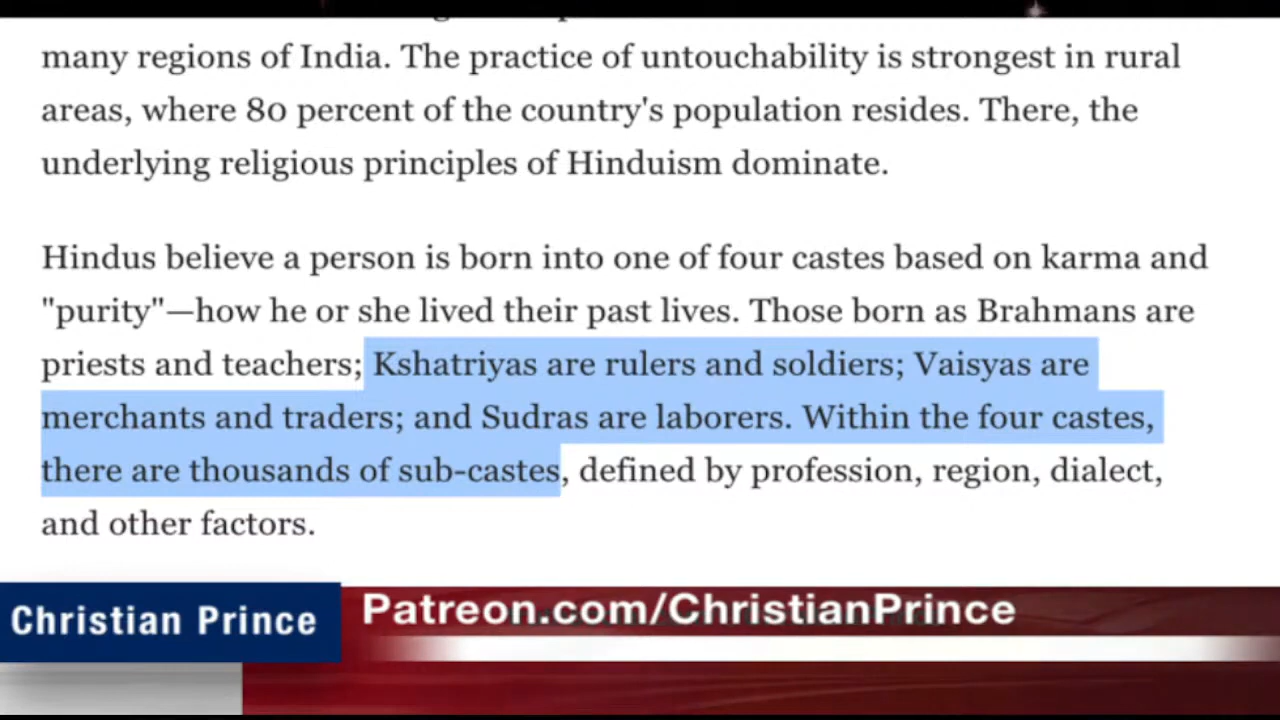 many regions of India. The practice of untouchability is strongest in rural
areas, where 80 percent of the country's population resides. There, the
underlying religious principles of Hinduism dominate.
Hindus believe a person is born into one of four castes based on karma and
"purity"—how he or she lived their past lives. Those born as Brahmans are
priests and teachers; Kshatriyas are rulers and soldiers; Vaisyas are
merchants and traders; and Sudras are laborers. Within the four castes,
there are thousands of sub-castes, defined by profession, region, dialect,
and other factors.
Christian Prince
Patreon.com/ChristianPrince